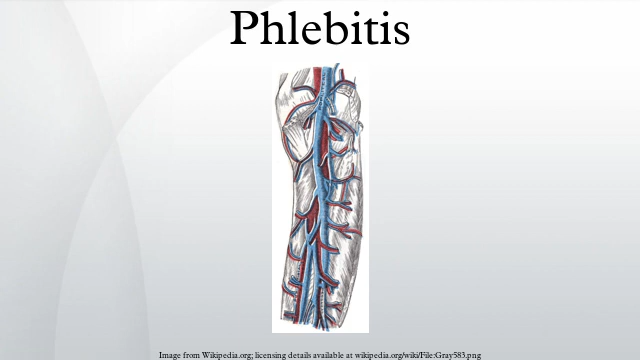 Phlebitis
Image from Wikipedia.org; licensing details available at wikipedia.org/wiki/File:Gray583.png